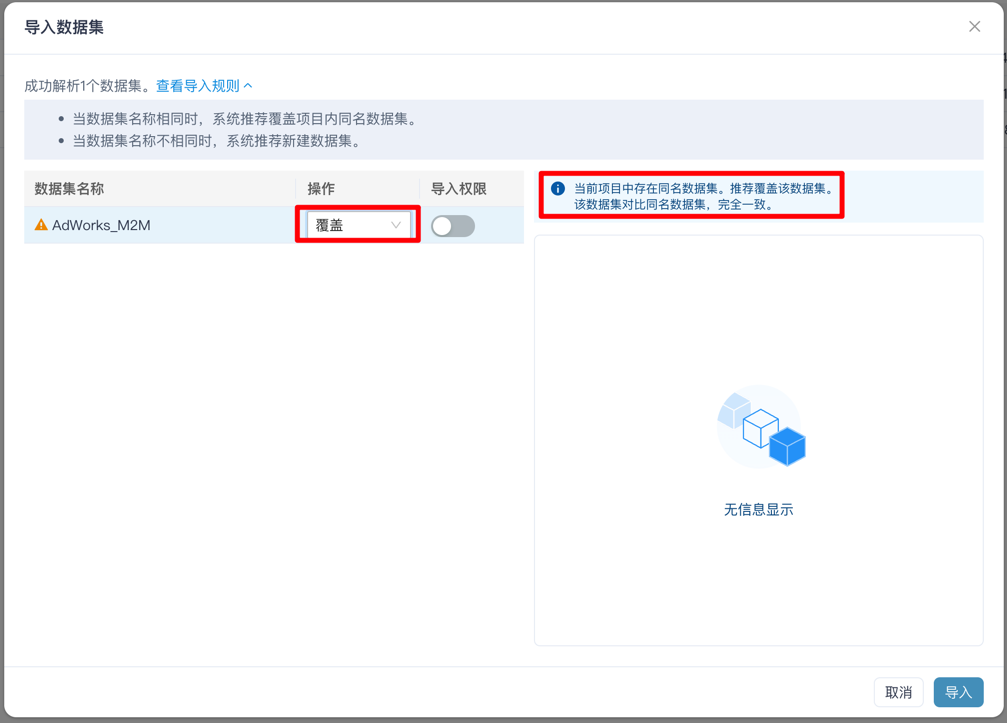 导入数据集
成功解析1个数据集。查看导入规则
当数据集名称相同时，系统推荐覆盖项目内同名数据集。
当数据集名称不相同时，系统推荐新建数据集。
数据集名称 操作 导入权限
AdWorks_M2M 覆盖
当前项目中存在同名数据集。推荐覆盖该数据集。
该数据集对比同名数据集，完全一致。
无信息显示
取消 导入